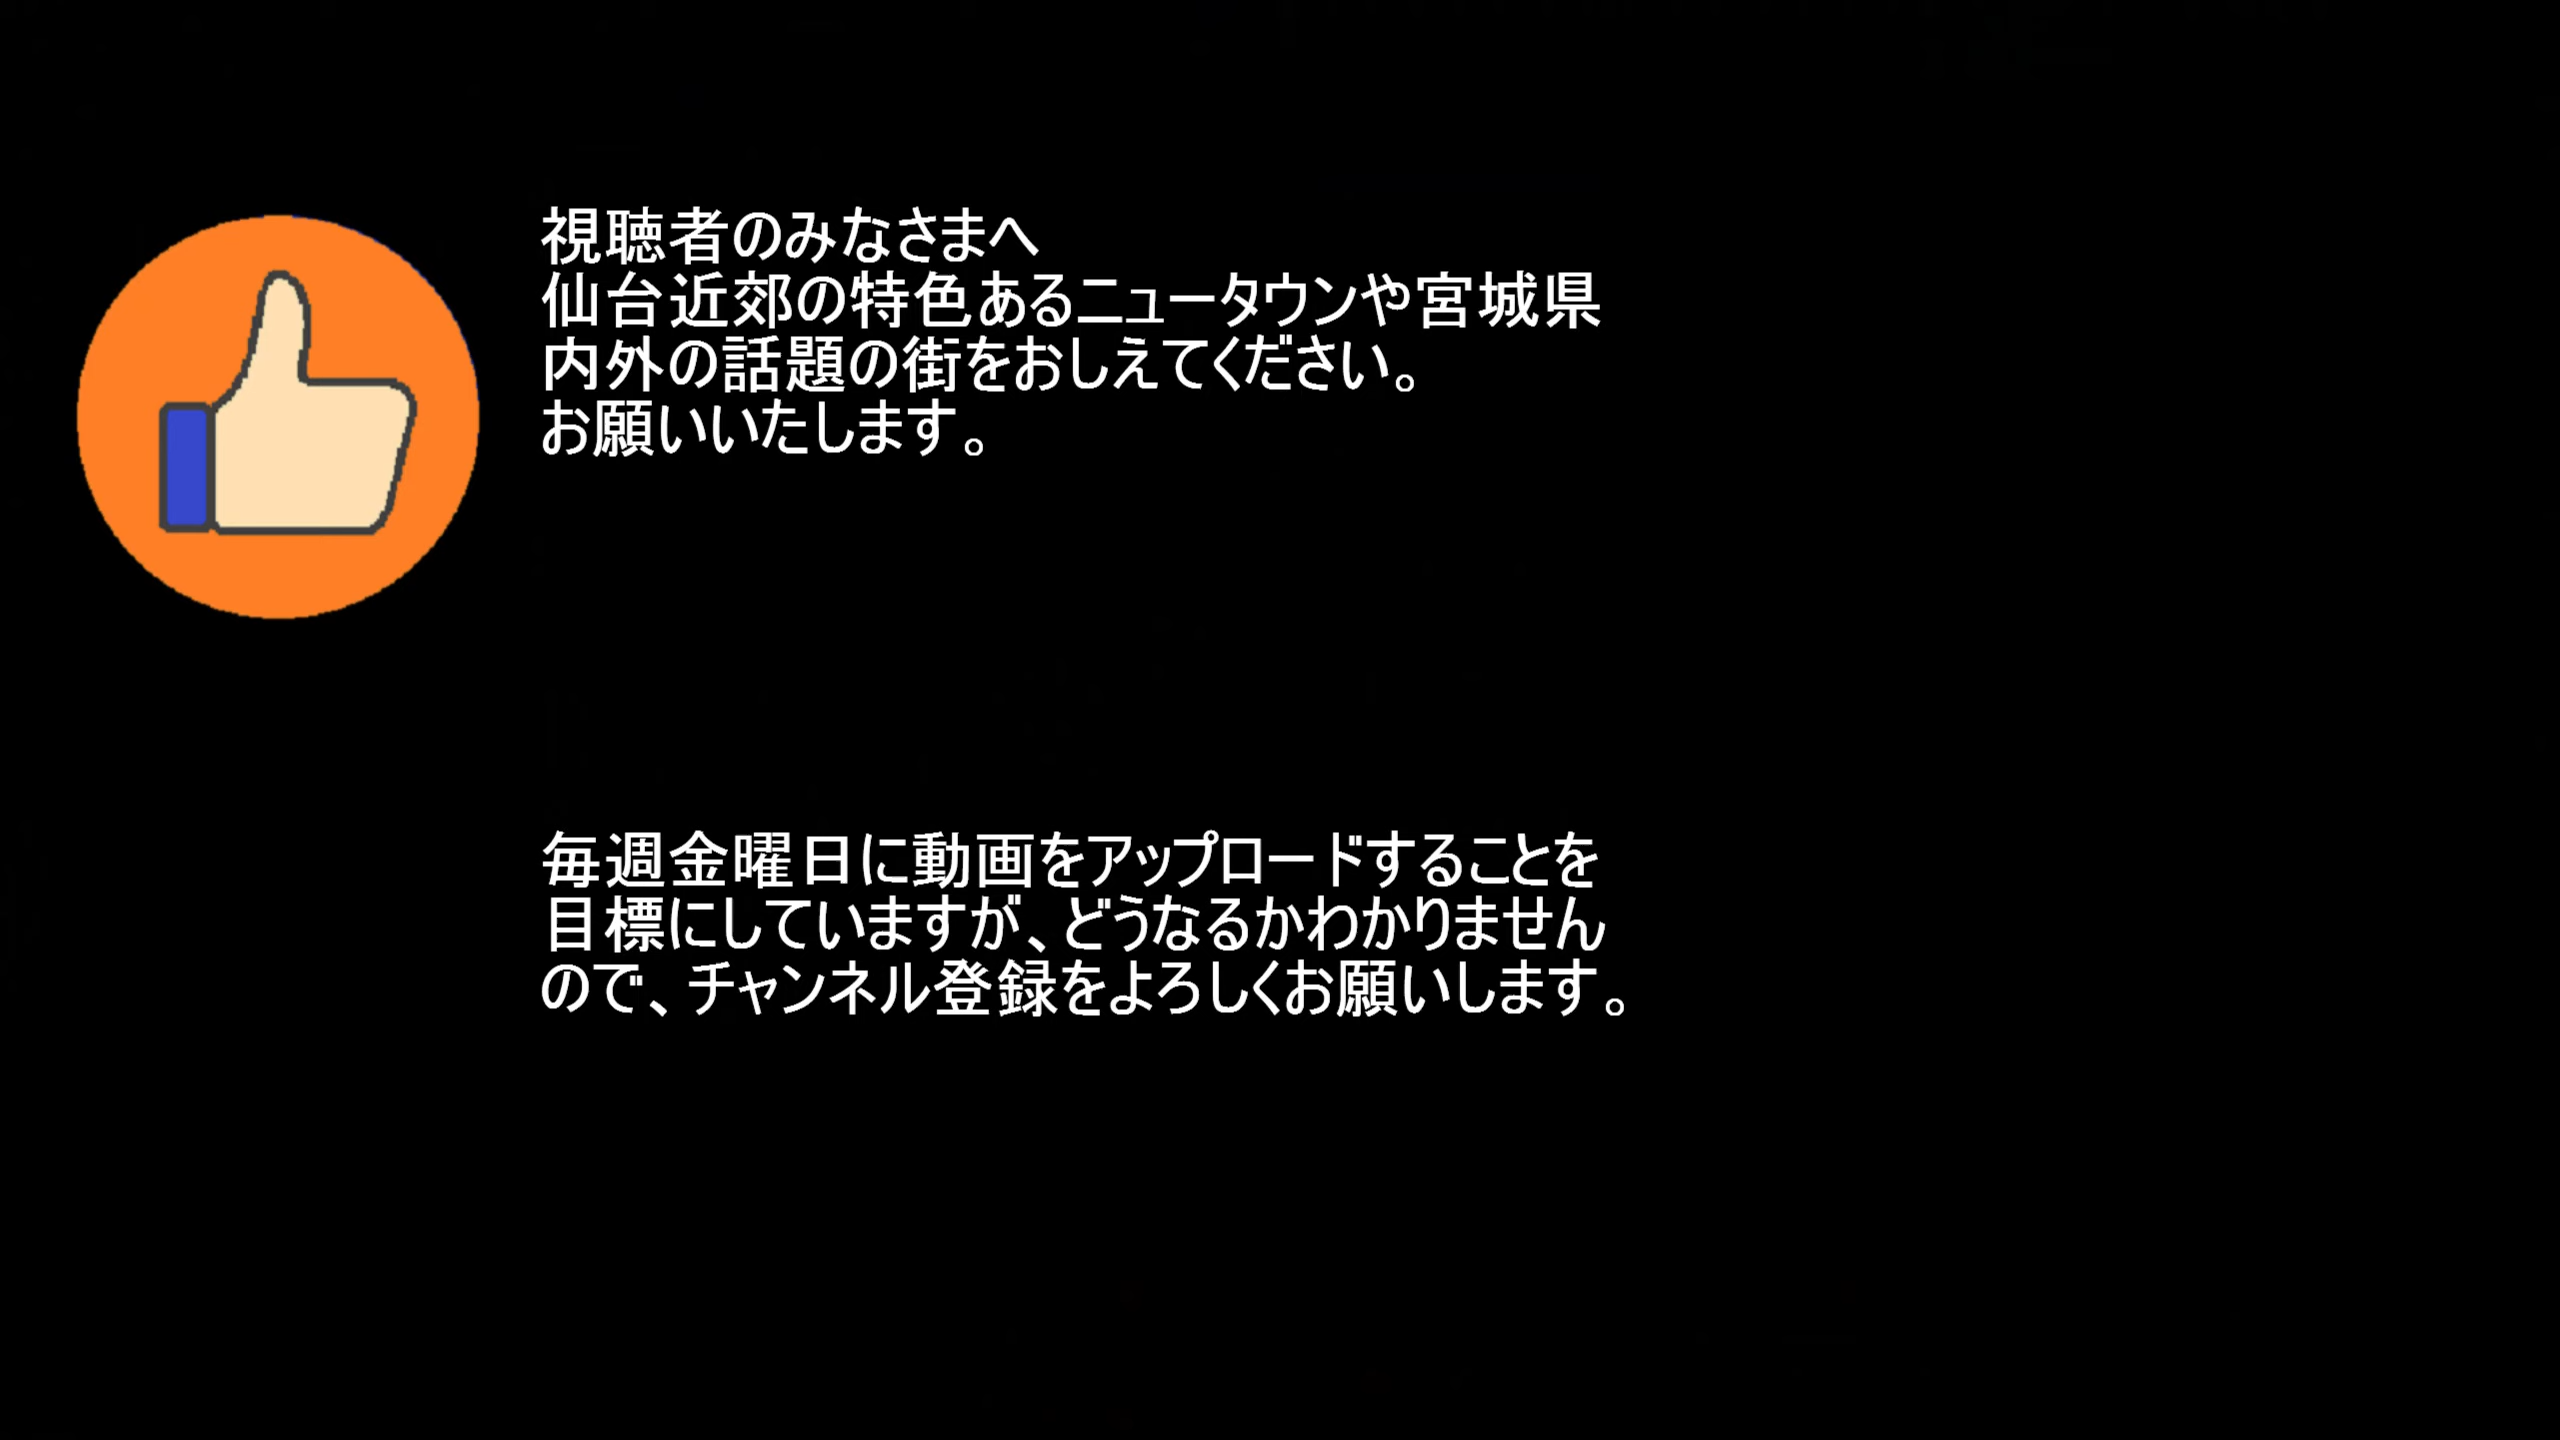 視聴者のみなさまへ
仙台近郊の特色あるニュータウンや宮城県
内外の話題の街をおしえてください。
お願いいたします。
毎週金曜日に動画をアップロードすることを
目標にしていますが、どうなるかわかりません
ので、チャンネル登録をよろしくお願いします。